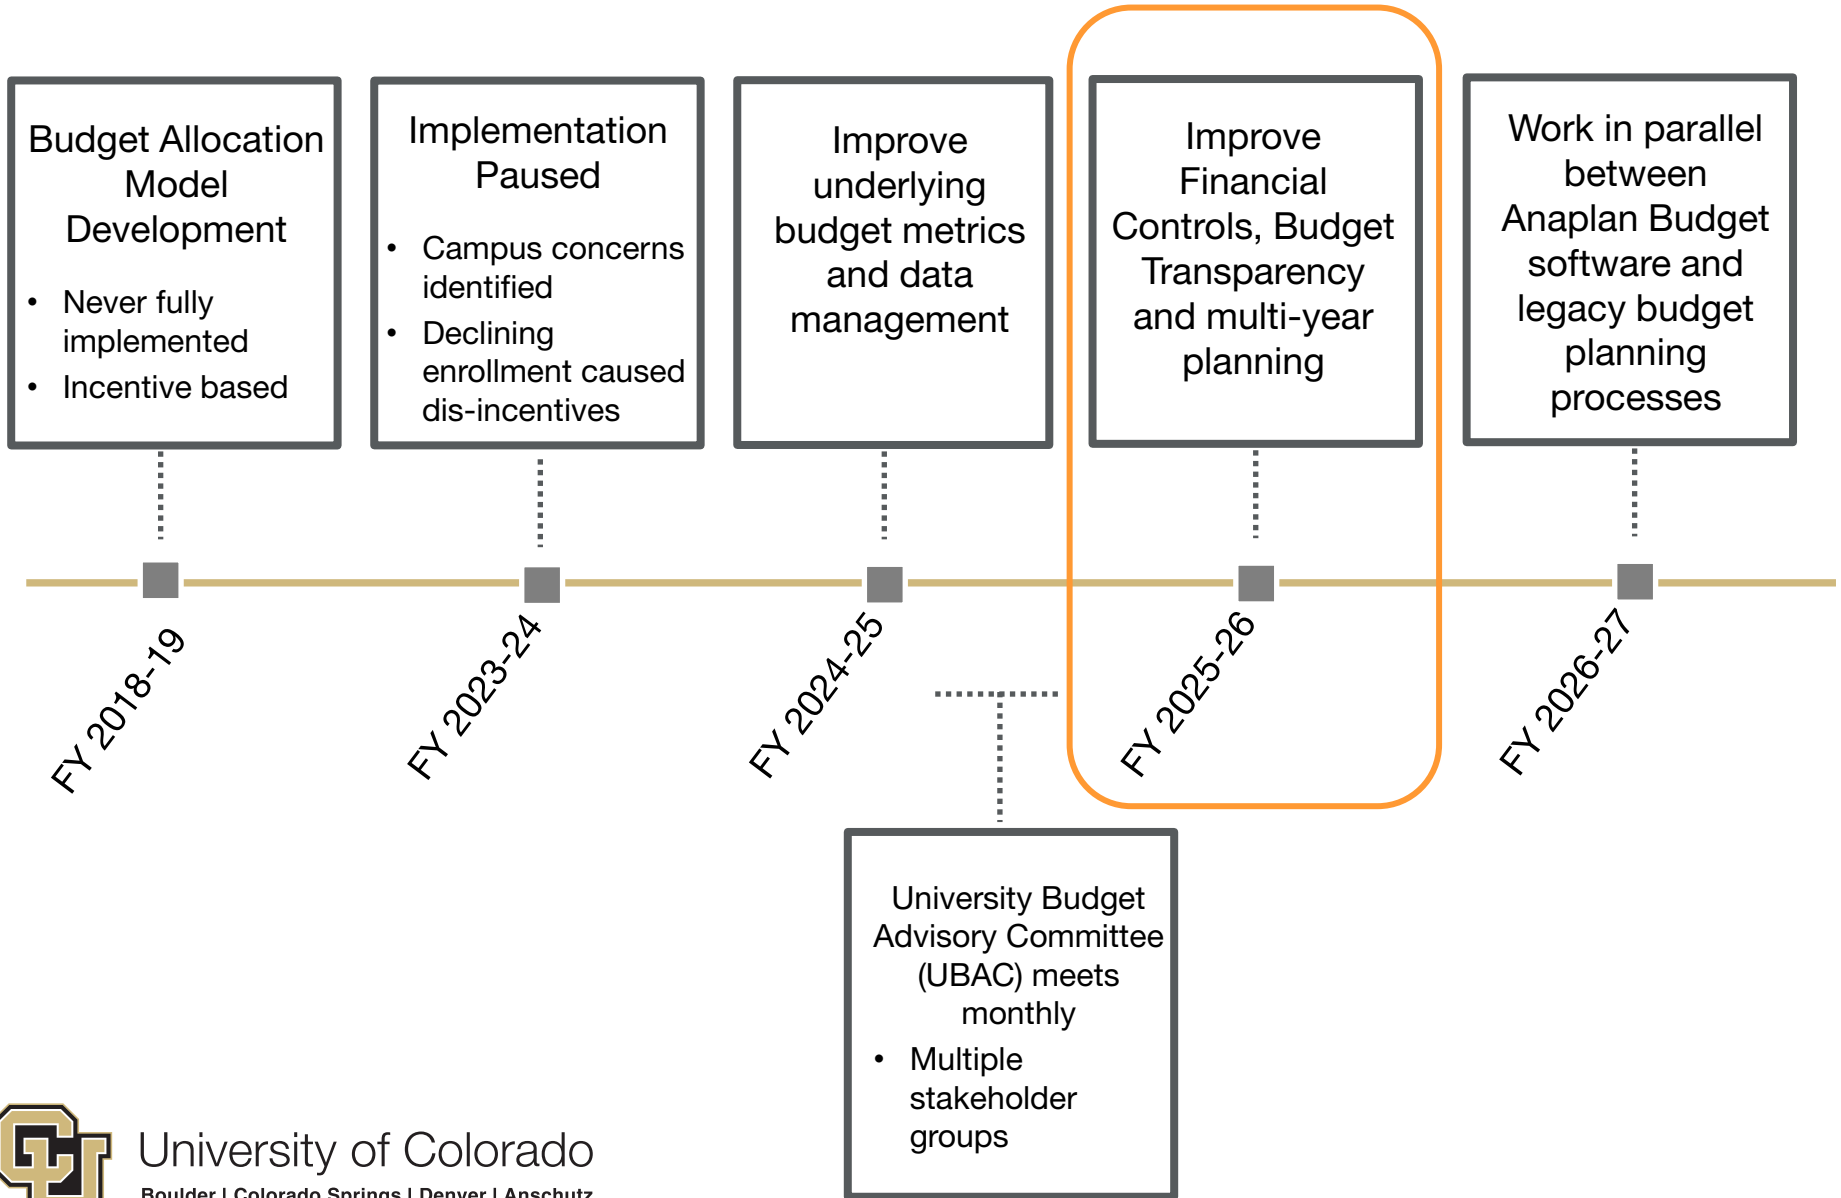 Budget Allocation
Model
Development
• Never fully
implemented
• Incentive based
Implementation
Paused
• Campus concerns
identified
• Declining
enrollment caused
dis-incentives
Improve
underlying
budget metrics
and data
management
Improve
Financial
Controls, Budget
Transparency
and multi-year
planning
Work in parallel
between
Anaplan Budget
software and
legacy budget
planning
processes
FY 2018-19
FY 2023-24
FY 2024-25
FY 2025-26
FY 2026-27
University Budget
Advisory Committee
(UBAC) meets
monthly
• Multiple
stakeholder
groups
CU
University of Colorado
Boulder | Colorado Springs | Denver | Anschutz